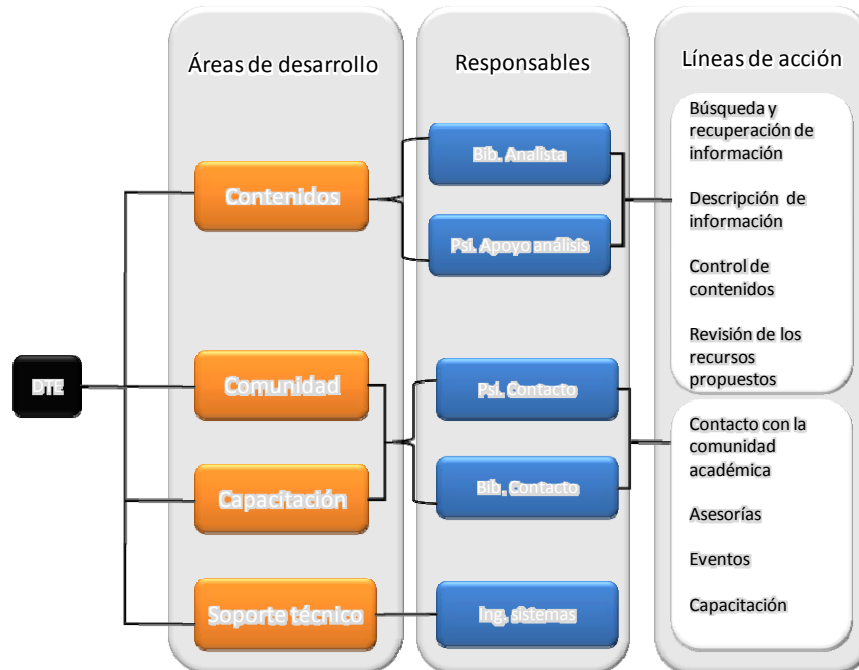 DTE
Áreas de desarrollo
Contenidos
Comunidad
Capacitación
Soporte técnico
Responsables
Bib. Analista
Psi. Apoyo análisis
Psi. Contacto
Bib. Contacto
Ing. sistemas
Líneas de acción
Búsqueda y
recuperación de
información
Descripción de
información
Control de
contenidos
Revisión de los
recursos
propuestos
Contacto con la
comunidad
académica
Asesorías
Eventos
Capacitación